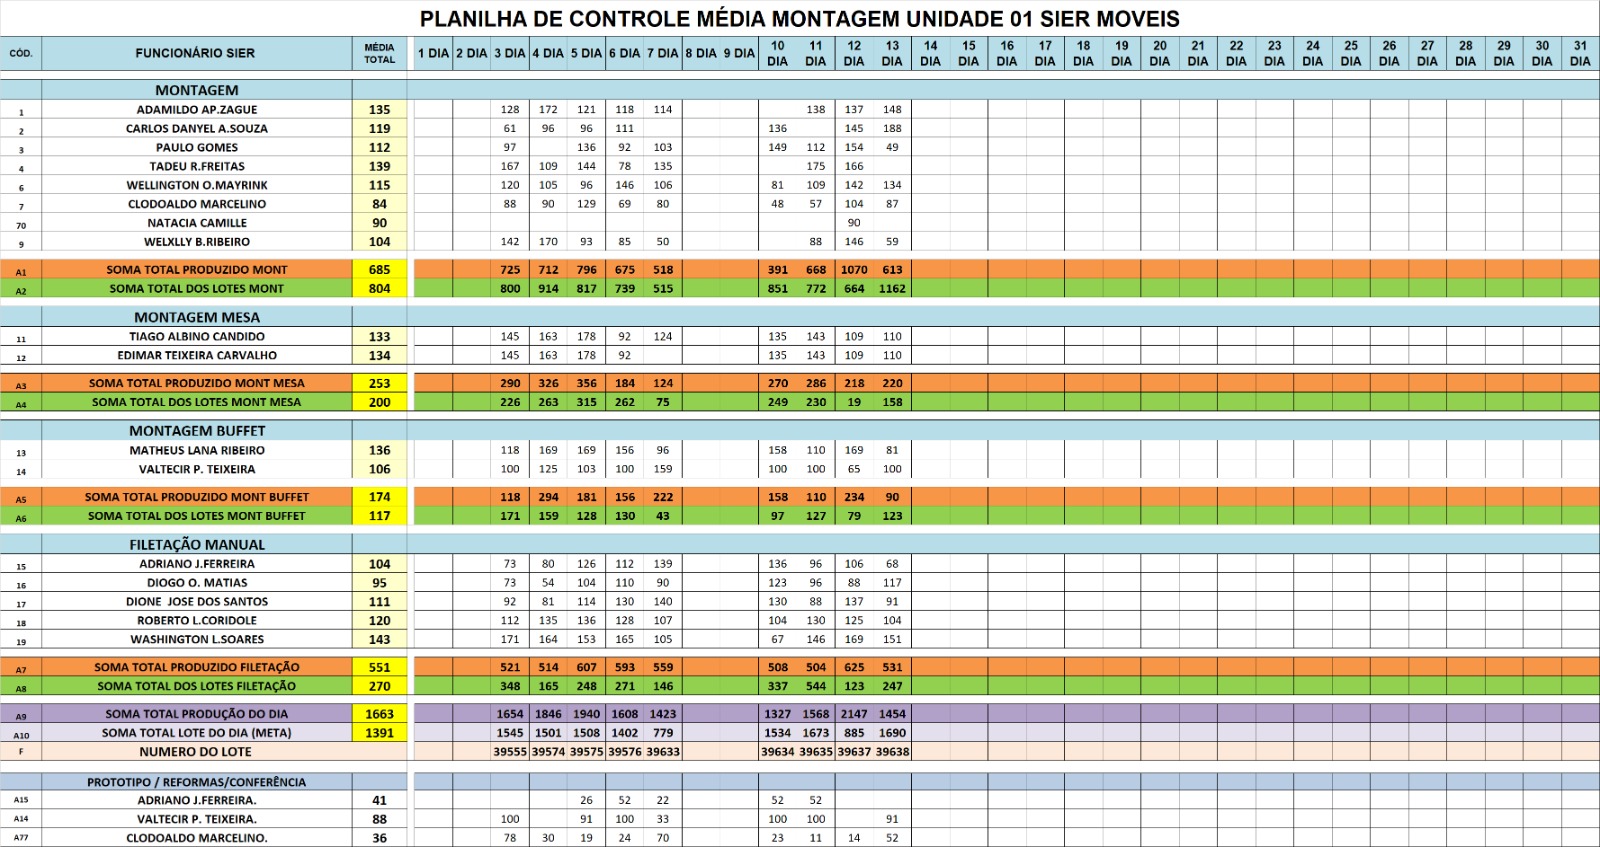 PLANILHA DE CONTROLE MÉDIA MONTAGEM UNIDADE 01 SIER MOVEIS
CÓD. FUNCIONÁRIO SIER MÉDIA TOTAL 1 DIA 2 DIA 3 DIA 4 DIA 5 DIA 6 DIA 7 DIA 8 DIA 9 DIA 10 DIA 11 DIA 12 DIA 13 DIA 14 DIA 15 DIA 16 DIA 17 DIA 18 DIA 19 DIA 20 DIA 21 DIA 22 DIA 23 DIA 24 DIA 25 DIA 26 DIA 27 DIA 28 DIA 29 DIA 30 DIA 31 DIA
MONTAGEM
1 ADAMILDO AP.ZAGUE 135 128 172 121 118 114 138 137 148
2 CARLOS DANYEL A.SOUZA 119 61 96 96 111 136 145 188
3 PAULO GOMES 112 97 136 92 103 149 112 154 49
4 TADEU R.FREITAS 139 167 109 144 78 135 175 166
6 WELLINGTON O.MAYRINK 115 120 105 96 146 106 81 109 142 134
7 CLODOALDO MARCELINO 84 88 90 129 69 80 48 57 104 87
70 NATACIA CAMILLE 90 90
9 WELXLLY B.RIBEIRO 104 142 170 93 85 50 88 146 59
A1 SOMA TOTAL PRODUZIDO MONT 685 725 712 796 675 518 391 668 1070 613
A2 SOMA TOTAL DOS LOTES MONT 804 800 914 817 739 515 851 772 664 1162
MONTAGEM MESA
11 TIAGO ALBINO CANDIDO 133 145 163 178 92 124 135 143 109 110
12 EDIMAR TEIXEIRA CARVALHO 134 145 163 178 92 135 143 109 110
A3 SOMA TOTAL PRODUZIDO MONT MESA 253 290 326 356 184 124 270 286 218 220
A4 SOMA TOTAL DOS LOTES MONT MESA 200 226 263 315 262 75 249 230 19 158
MONTAGEM BUFFET
13 MATHEUS LANA RIBEIRO 136 118 169 169 156 96 158 110 169 81
14 VALTECIR P. TEIXEIRA 106 100 125 103 100 159 100 100 65 100
A5 SOMA TOTAL PRODUZIDO MONT BUFFET 174 118 294 181 156 222 158 110 234 90
A6 SOMA TOTAL DOS LOTES MONT BUFFET 117 171 159 128 130 43 97 127 79 123
FILETAÇÃO MANUAL
15 ADRIANO J.FERREIRA 104 73 80 126 112 139 136 96 106 68
16 DIOGO O. MATIAS 95 73 54 104 110 90 123 96 88 117
17 DIONE JOSE DOS SANTOS 111 92 81 114 130 140 130 88 137 91
18 ROBERTO L.CORIDOLE 120 112 135 136 128 107 104 130 125 104
19 WASHINGTON L.SOARES 143 171 164 153 165 105 67 146 169 151
A7 SOMA TOTAL PRODUZIDO FILETAÇÃO 551 521 514 607 593 559 508 504 625 531
A8 SOMA TOTAL DOS LOTES FILETAÇÃO 270 348 165 248 271 146 337 544 123 247
A9 SOMA TOTAL PRODUÇÃO DO DIA 1663 1654 1846 1940 1608 1423 1327 1568 2147 1454
A10 SOMA TOTAL LOTE DO DIA (META) 1391 1545 1501 1508 1402 779 1534 1673 885 1690
F NUMERO DO LOTE 39555 39574 39575 39576 39633 39634 39635 39637 39638
PROTOTIPO / REFORMAS/CONFERÊNCIA
A15 ADRIANO J.FERREIRA. 41 26 52 22 52 52
A14 VALTECIR P. TEIXEIRA. 88 100 91 100 33 100 100 91
A77 CLODOALDO MARCELINO. 36 78 30 19 24 70 23 11 14 52